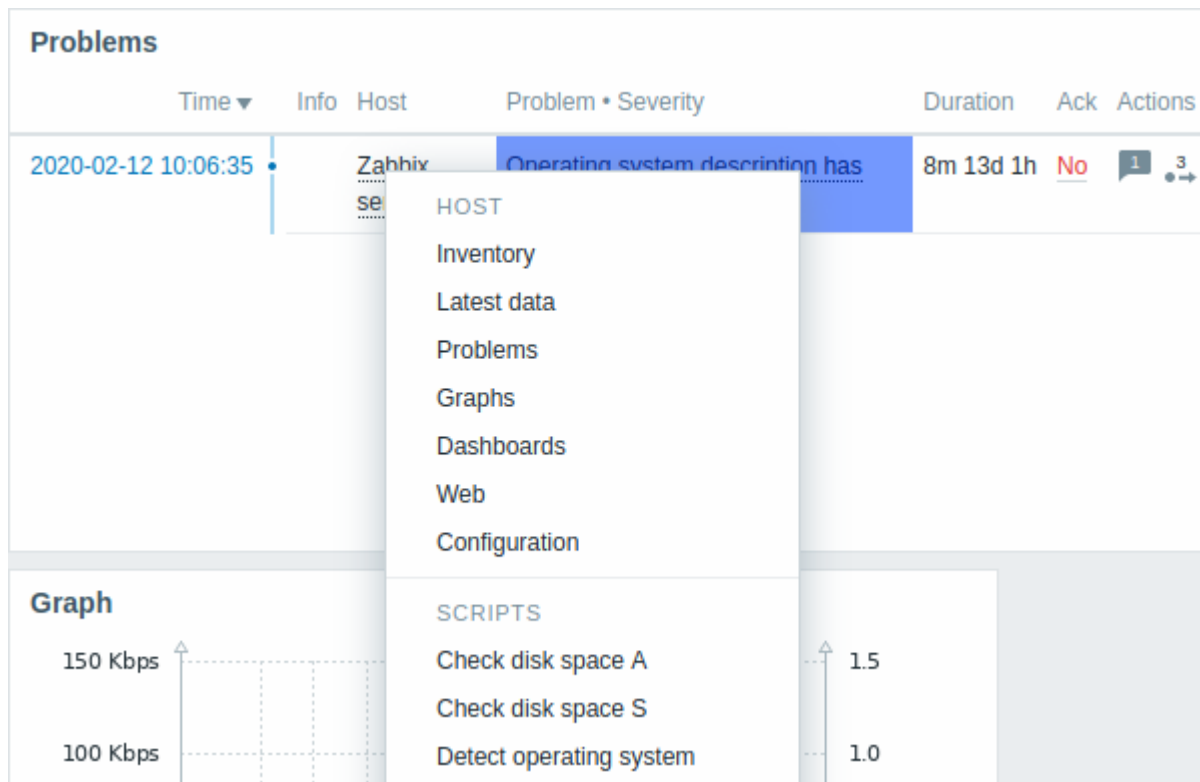 Problems
Time Info Host Problem • Severity Duration Ack Actions
2020-02-12 10:06:35 Zabbix Operating system description has 8m 13d 1h No 1 3
HOST
Inventory
Latest data
Problems
Graphs
Dashboards
Web
Configuration
SCRIPTS
Check disk space A
Check disk space S
Detect operating system
Graph
150 Kbps 1.5
100 Kbps 1.0